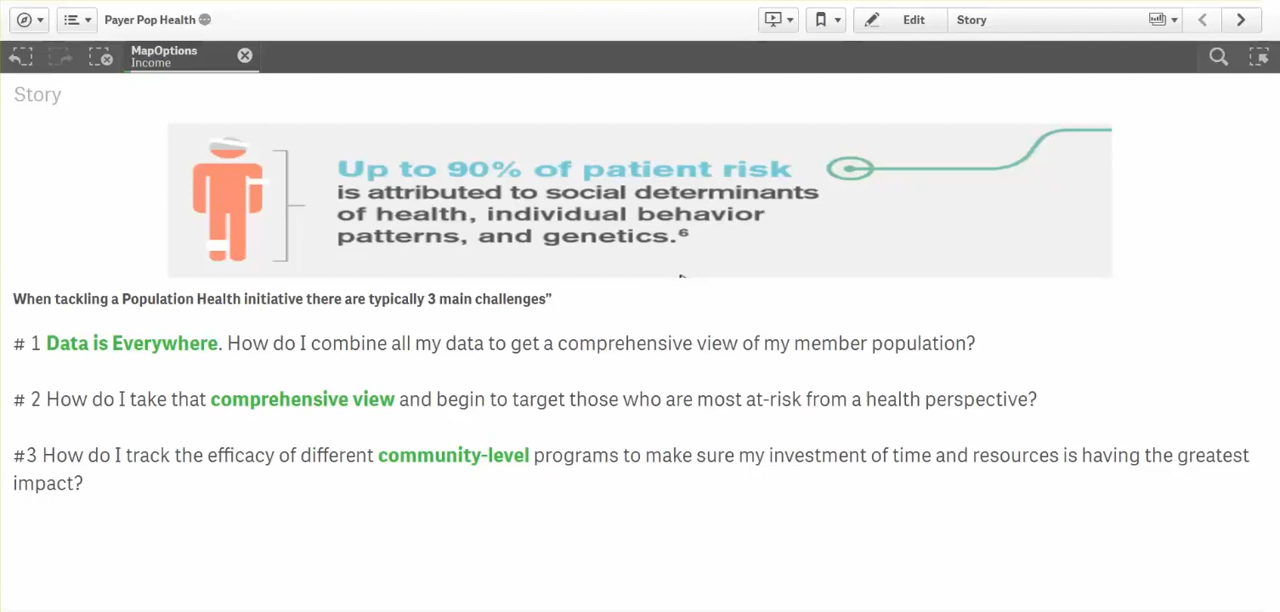 Payer Pop Health
Edit
Story
MapOptions
Income
Story
Up to 90% of patient risk
is attributed to social determinants
of health, individual behavior
patterns, and genetics.⁶
When tackling a Population Health initiative there are typically 3 main challenges”
# 1 Data is Everywhere. How do I combine all my data to get a comprehensive view of my member population?
# 2 How do I take that comprehensive view and begin to target those who are most at-risk from a health perspective?
#3 How do I track the efficacy of different community-level programs to make sure my investment of time and resources is having the greatest
impact?